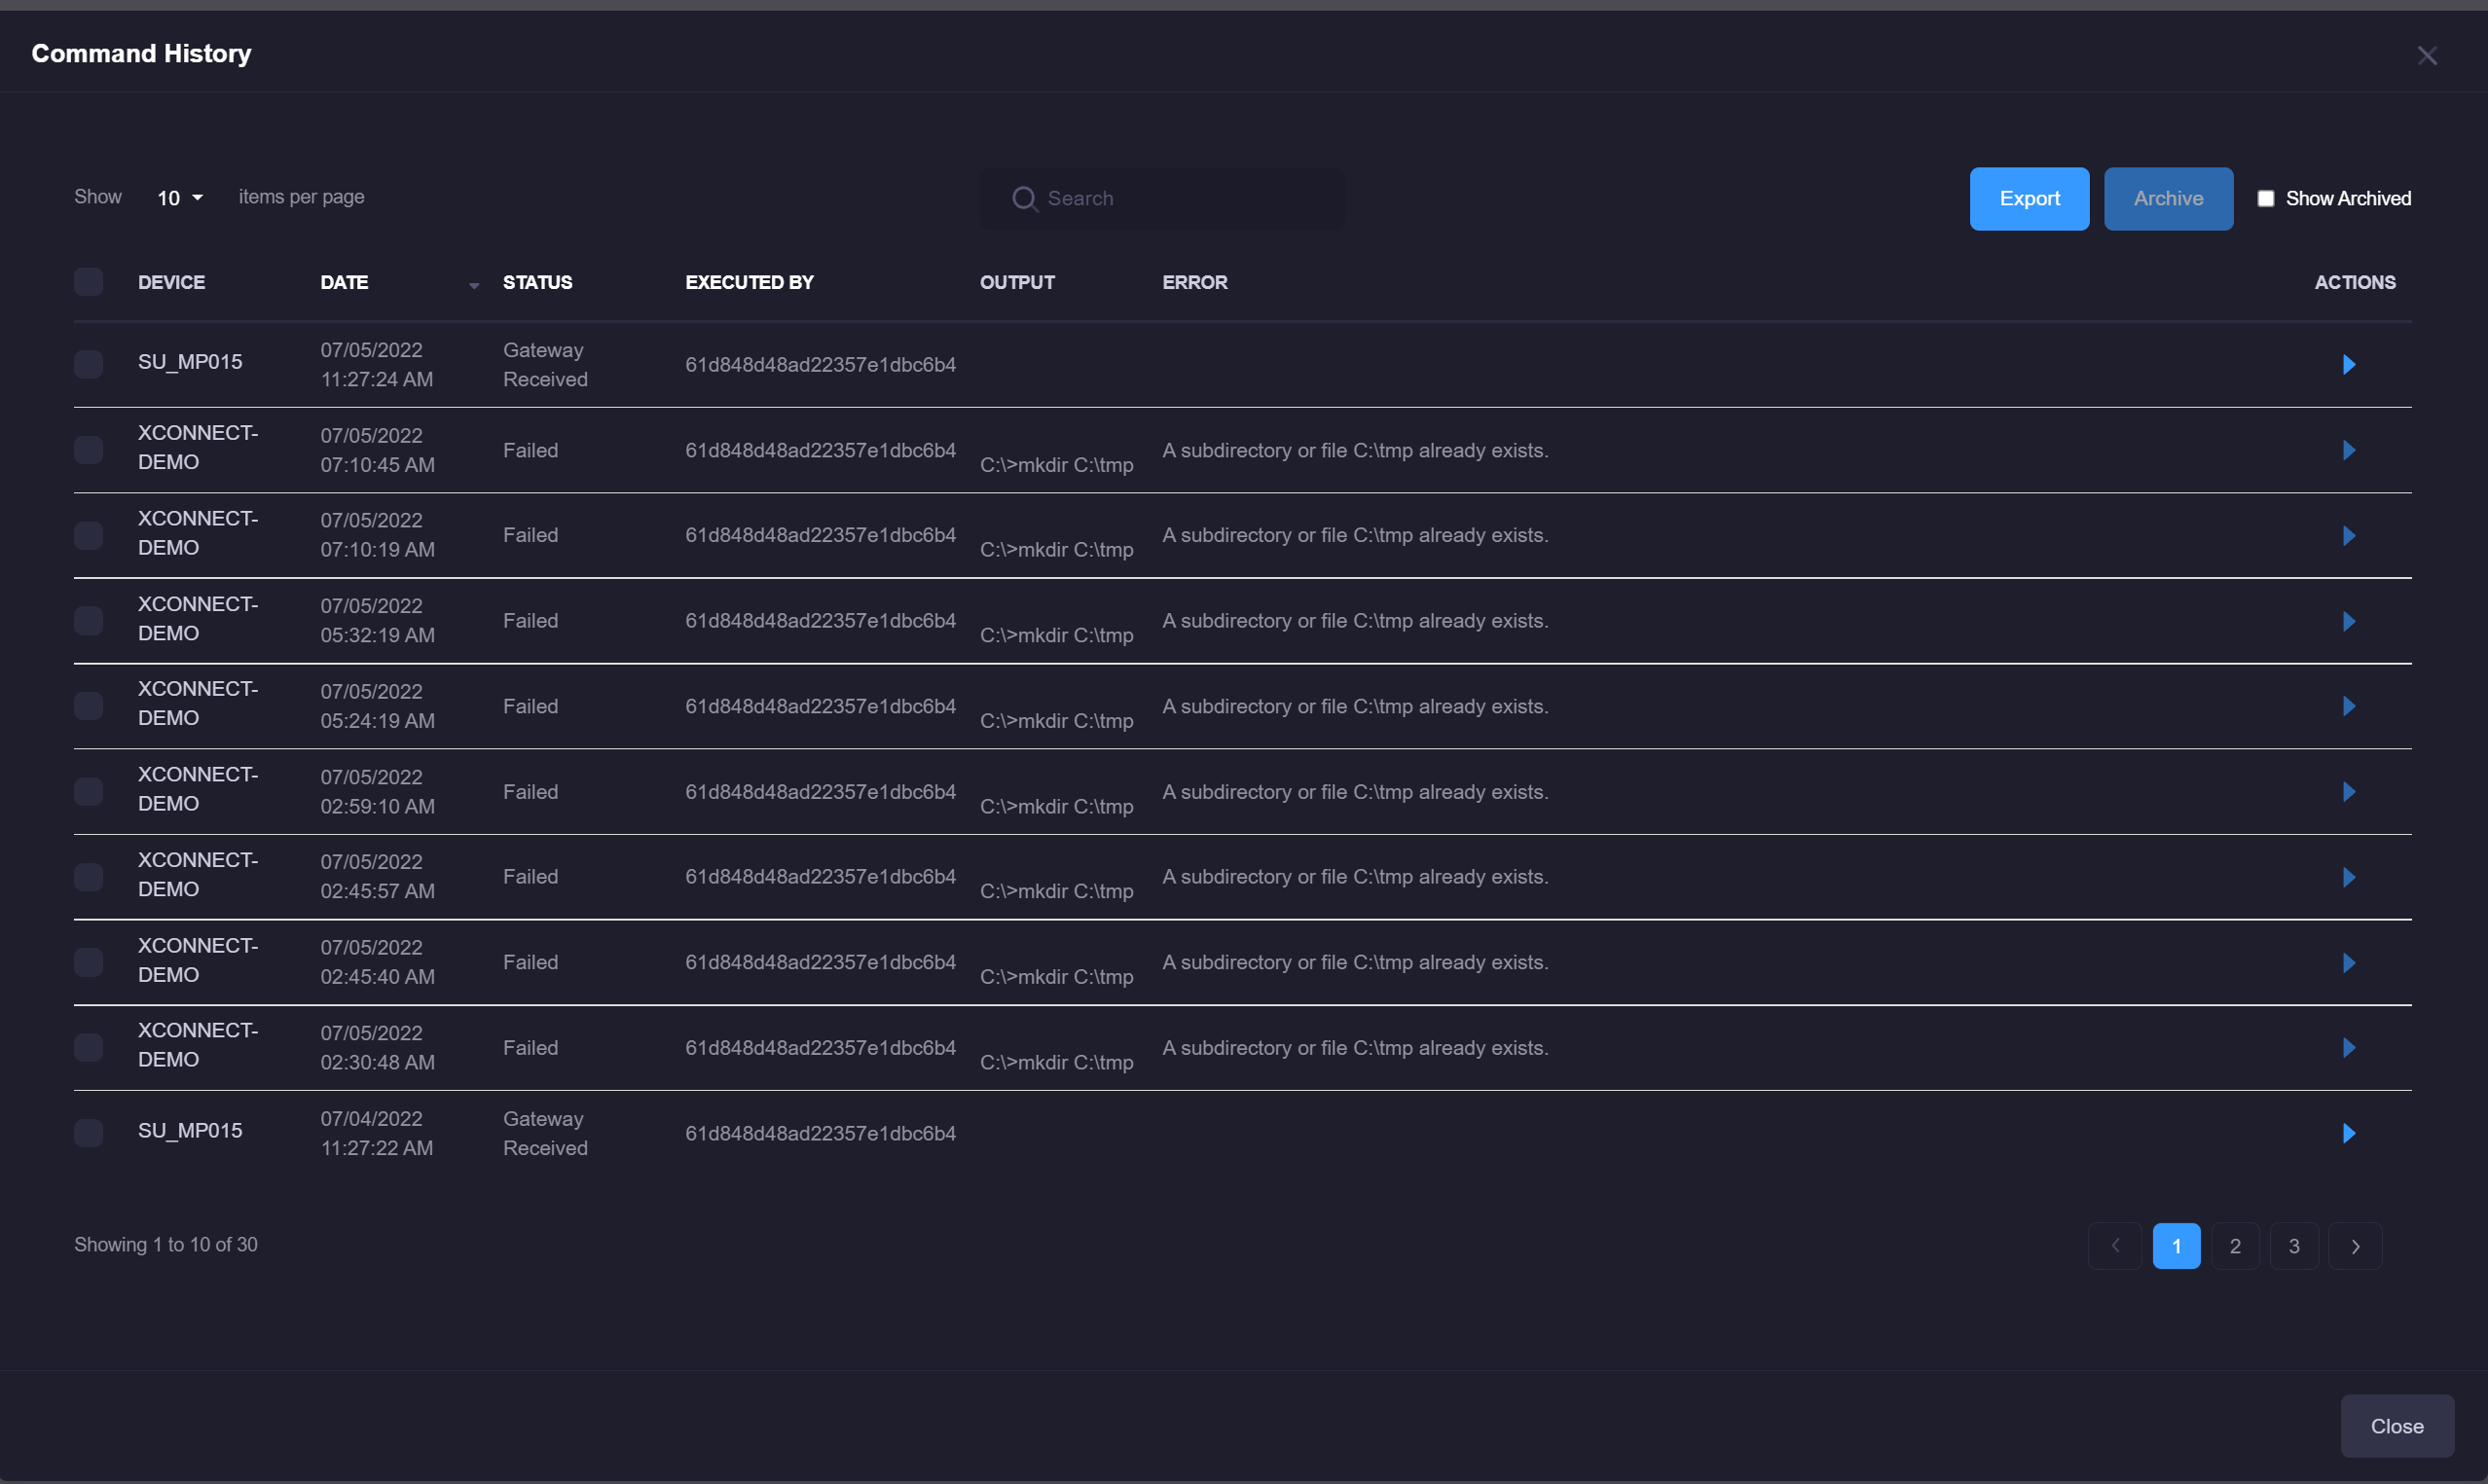 Command History
Show 10 items per page
Search
Export Archive Show Archived
DEVICE DATE STATUS EXECUTED BY OUTPUT ERROR ACTIONS
SU_MP015 07/05/2022 11:27:24 AM Gateway Received 61d848d48ad22357e1dbc6b4
XCONNECT-DEMO 07/05/2022 07:10:45 AM Failed 61d848d48ad22357e1dbc6b4 C:\>mkdir C:\tmp A subdirectory or file C:\tmp already exists.
XCONNECT-DEMO 07/05/2022 07:10:19 AM Failed 61d848d48ad22357e1dbc6b4 C:\>mkdir C:\tmp A subdirectory or file C:\tmp already exists.
XCONNECT-DEMO 07/05/2022 05:32:19 AM Failed 61d848d48ad22357e1dbc6b4 C:\>mkdir C:\tmp A subdirectory or file C:\tmp already exists.
XCONNECT-DEMO 07/05/2022 05:24:19 AM Failed 61d848d48ad22357e1dbc6b4 C:\>mkdir C:\tmp A subdirectory or file C:\tmp already exists.
XCONNECT-DEMO 07/05/2022 02:59:10 AM Failed 61d848d48ad22357e1dbc6b4 C:\>mkdir C:\tmp A subdirectory or file C:\tmp already exists.
XCONNECT-DEMO 07/05/2022 02:45:57 AM Failed 61d848d48ad22357e1dbc6b4 C:\>mkdir C:\tmp A subdirectory or file C:\tmp already exists.
XCONNECT-DEMO 07/05/2022 02:45:40 AM Failed 61d848d48ad22357e1dbc6b4 C:\>mkdir C:\tmp A subdirectory or file C:\tmp already exists.
XCONNECT-DEMO 07/05/2022 02:30:48 AM Failed 61d848d48ad22357e1dbc6b4 C:\>mkdir C:\tmp A subdirectory or file C:\tmp already exists.
SU_MP015 07/04/2022 11:27:22 AM Gateway Received 61d848d48ad22357e1dbc6b4
Showing 1 to 10 of 30
1 2 3
Close